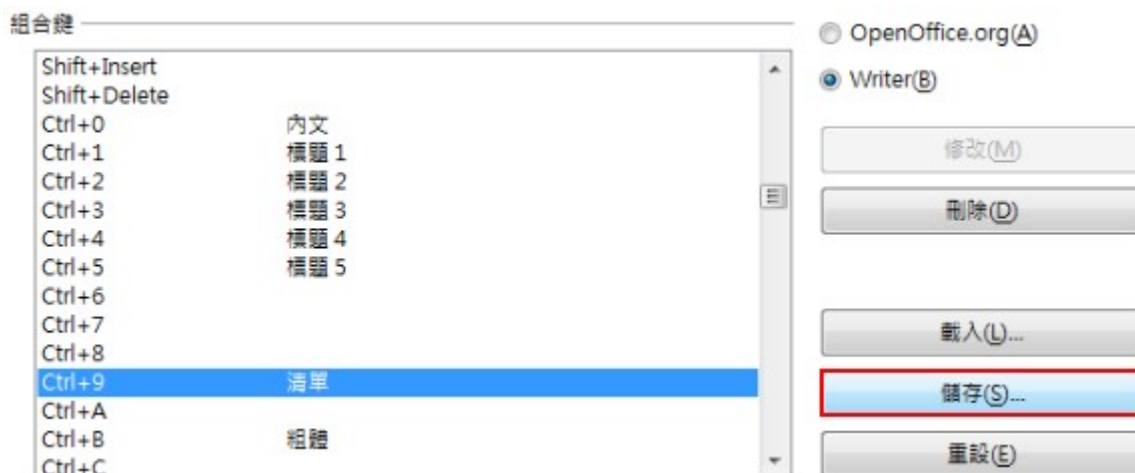 組合鍵
Shift+Insert
Shift+Delete
Ctrl+0 內文
Ctrl+1 標題 1
Ctrl+2 標題 2
Ctrl+3 標題 3
Ctrl+4 標題 4
Ctrl+5 標題 5
Ctrl+6
Ctrl+7
Ctrl+8
Ctrl+9 清單
Ctrl+A
Ctrl+B 粗體
Ctrl+C
OpenOffice.org(A)
Writer(B)
修改(M)
刪除(D)
載入(L)...
儲存(S)...
重設(E)